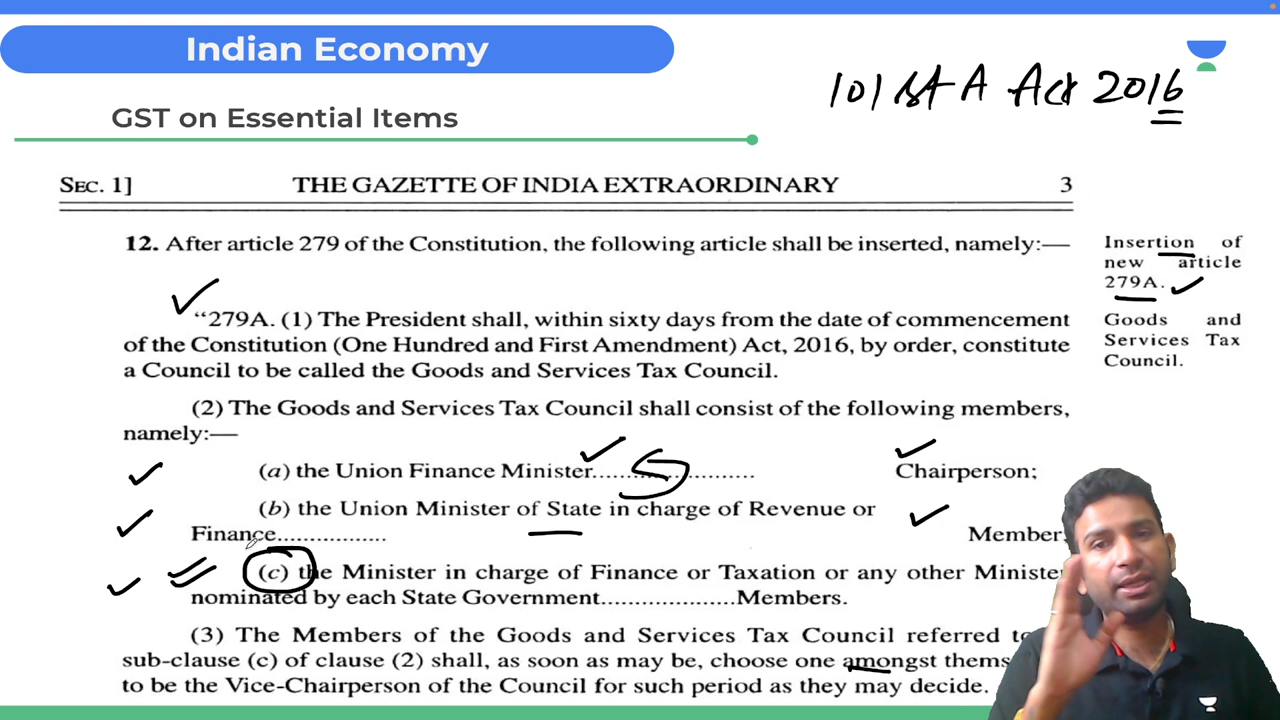 Indian Economy
101st A Act 2016
GST on Essential Items
SEC. 1] THE GAZETTE OF INDIA EXTRAORDINARY 3
12. After article 279 of the Constitution, the following article shall be inserted, namely:—
Insertion of
new article
279A.
"279A. (1) The President shall, within sixty days from the date of commencement
of the Constitution (One Hundred and First Amendment) Act, 2016, by order, constitute
a Council to be called the Goods and Services Tax Council.
Goods and
Services Tax
Council.
(2) The Goods and Services Tax Council shall consist of the following members,
namely:—
(a) the Union Finance Minister........................ Chairperson;
(b) the Union Minister of State in charge of Revenue or
Finance................. Member
(c) the Minister in charge of Finance or Taxation or any other Ministe
nominated by each State Government.....................Members.
(3) The Members of the Goods and Services Tax Council referred to
sub-clause (c) of clause (2) shall, as soon as may be, choose one amongst thems
to be the Vice-Chairperson of the Council for such period as they may decide.